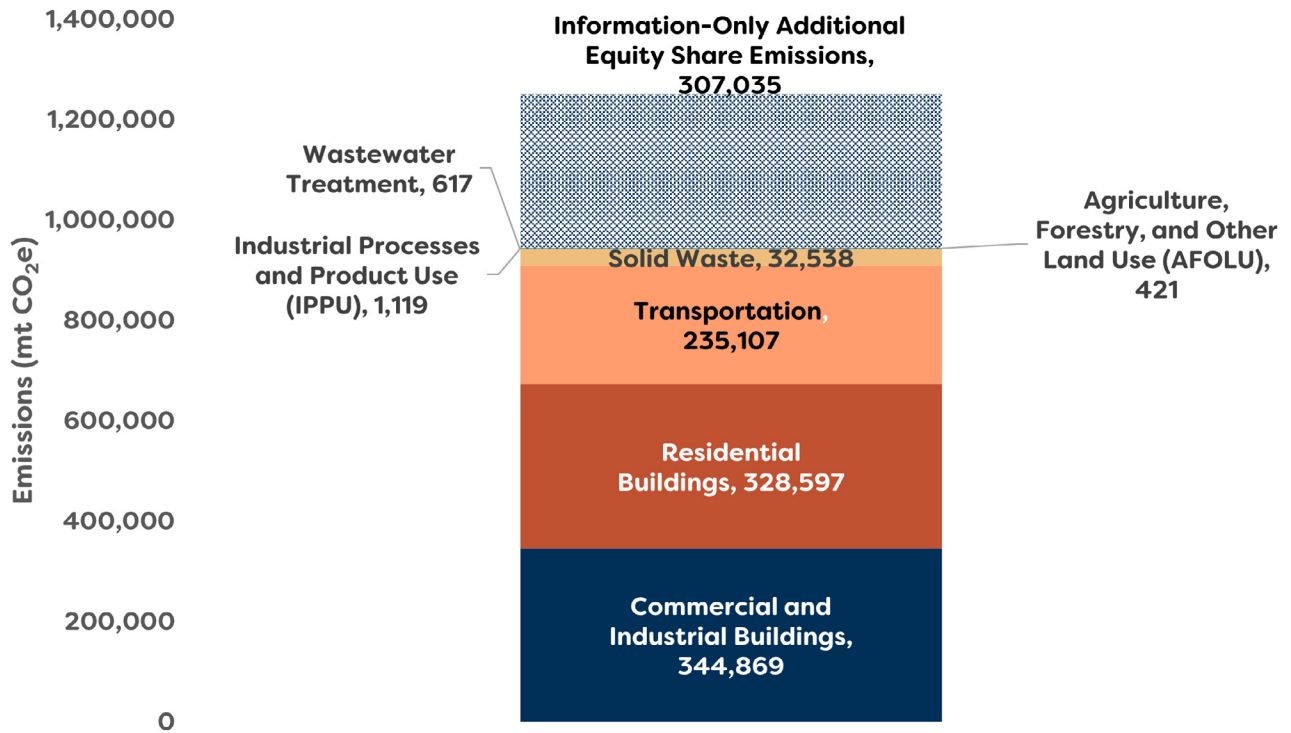 1,400,000
1,200,000
1,000,000
800,000
600,000
400,000
200,000
0
Emissions (mt CO₂e)
Information-Only Additional
Equity Share Emissions,
307,035
Wastewater
Treatment, 617
Industrial Processes
and Product Use
(IPPU), 1,119
Agriculture,
Forestry, and Other
Land Use (AFOLU),
421
Solid Waste, 32,538
Transportation,
235,107
Residential
Buildings, 328,597
Commercial and
Industrial Buildings,
344,869